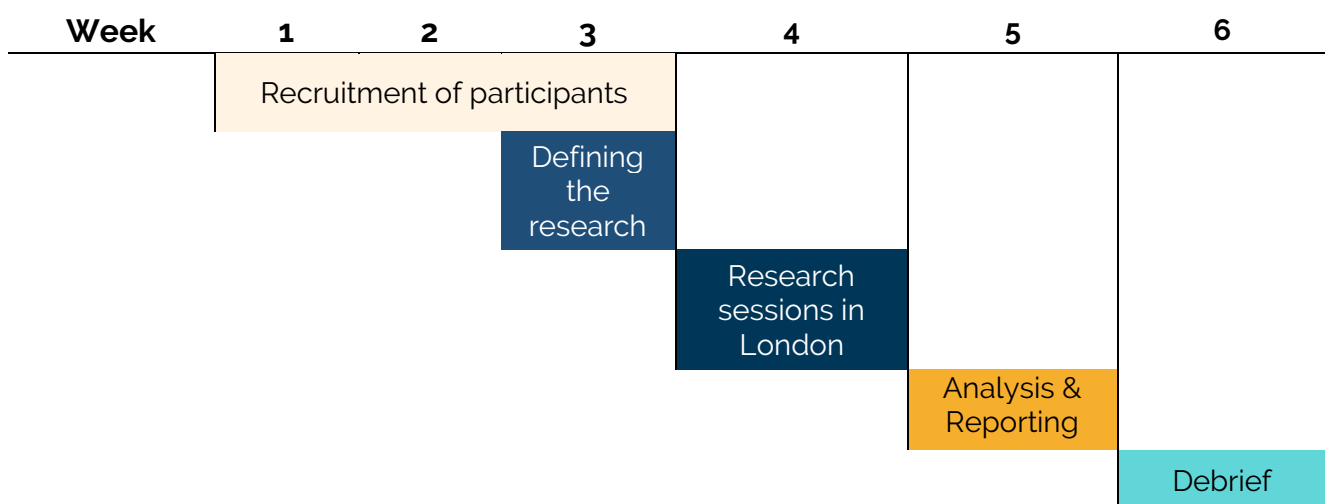 Week 1 2 3 4 5 6
Recruitment of participants
Defining
the
research
Research
sessions in
London
Analysis &
Reporting
Debrief